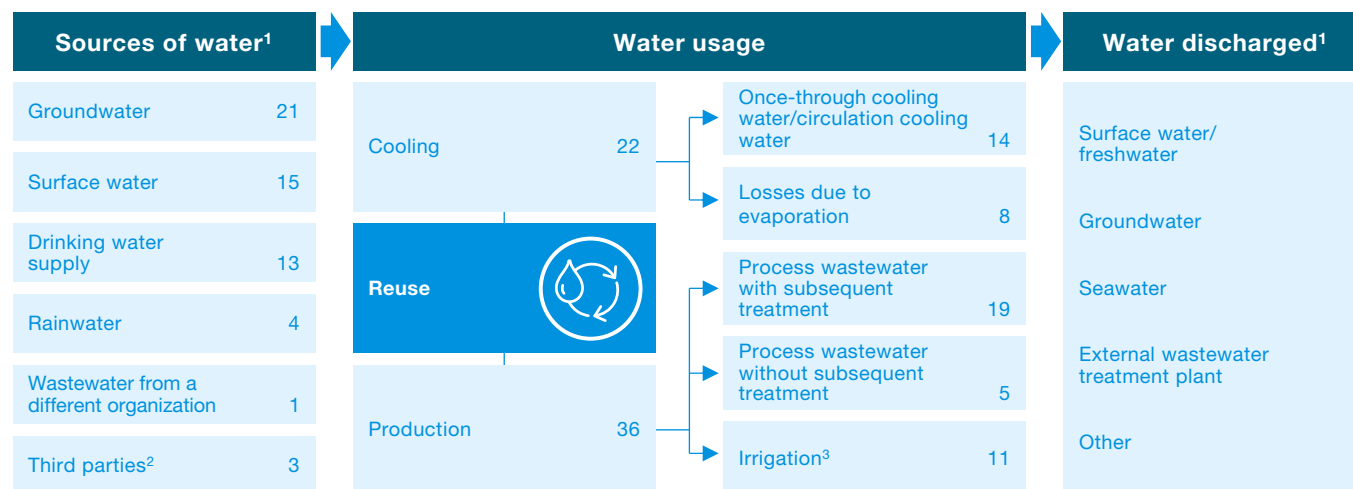 Sources of water¹
Groundwater 21
Surface water 15
Drinking water
supply 13
Rainwater 4
Wastewater from a
different organization 1
Third parties² 3
Water usage
Cooling 22
Reuse
Production 36
Once-through cooling
water/circulation cooling
water 14
Losses due to
evaporation 8
Process wastewater
with subsequent
treatment 19
Process wastewater
without subsequent
treatment 5
Irrigation³ 11
Water discharged¹
Surface water/
freshwater
Groundwater
Seawater
External wastewater
treatment plant
Other